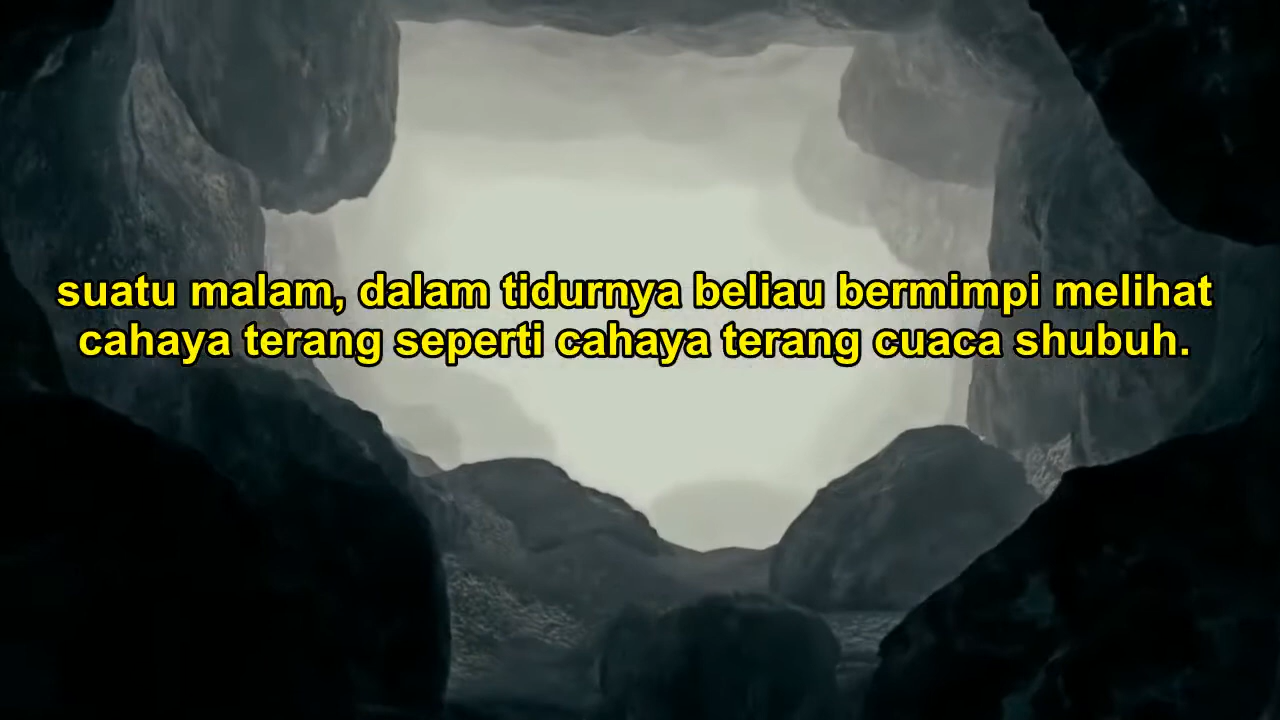 suatu malam, dalam tidurnya beliau bermimpi melihat
cahaya terang seperti cahaya terang cuaca shubuh.